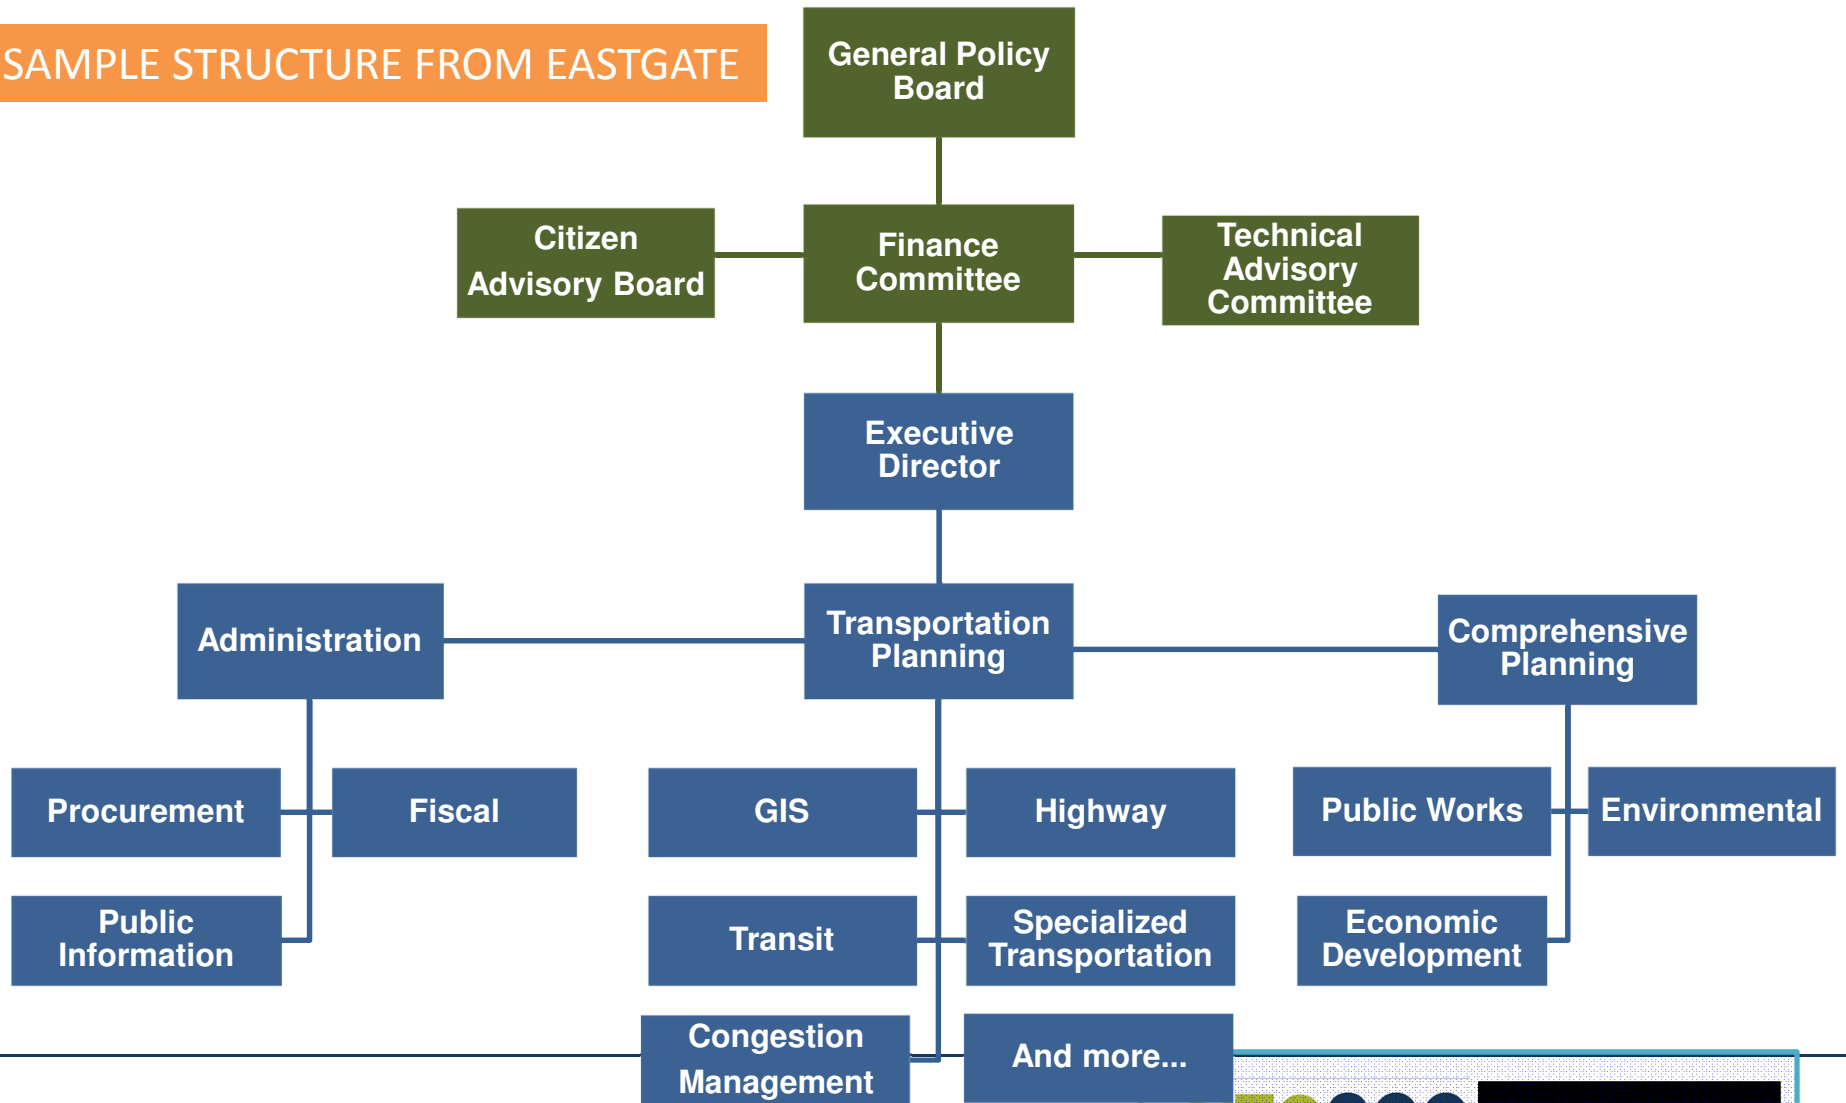 SAMPLE STRUCTURE FROM EASTGATE
General Policy
Board
Citizen
Advisory Board
Finance
Committee
Technical
Advisory
Committee
Executive
Director
Administration
Transportation
Planning
Comprehensive
Planning
Procurement
Fiscal
GIS
Highway
Public Works
Environmental
Public
Information
Transit
Specialized
Transportation
Economic
Development
Congestion
Management
And more...